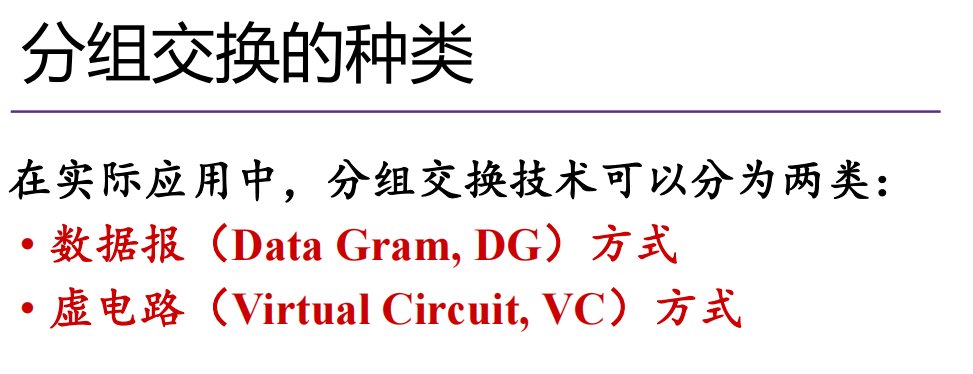 分组交换的种类
在实际应用中，分组交换技术可以分为两类：
• 数据报（Data Gram, DG）方式
• 虚电路（Virtual Circuit, VC）方式